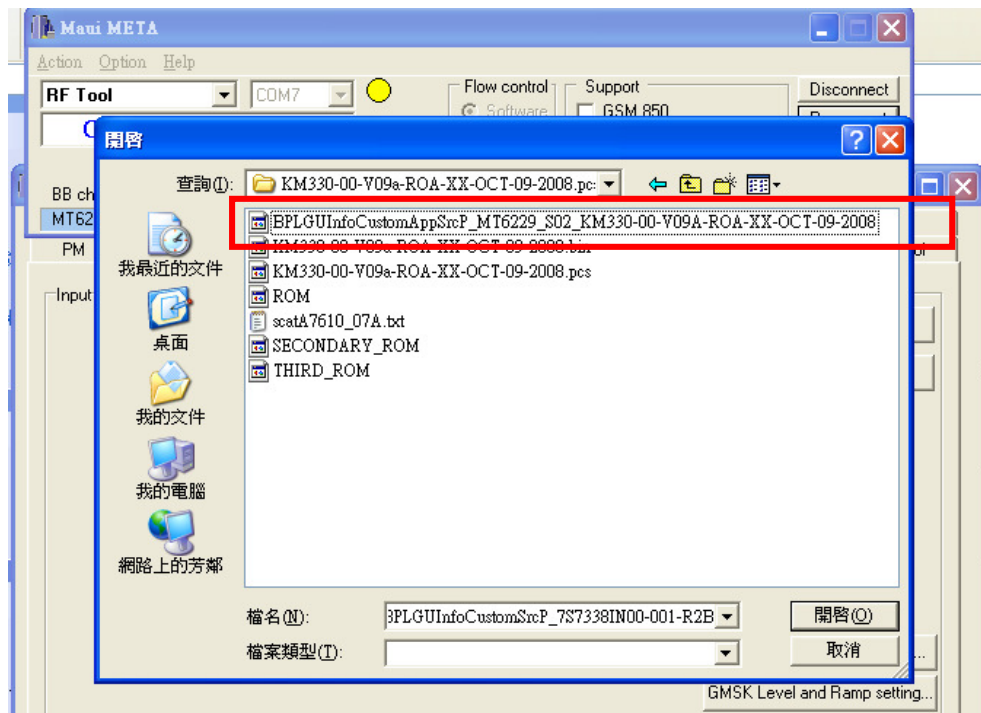 Maui META
Action Option Help
RF Tool COM7 Flow control Support Disconnect
Software GSM 850
開啓
查詢(I): KM330-00-V09a-ROA-XX-OCT-09-2008.pc
BB ch
MT62
PM
Input
我最近的文件
桌面
我的文件
我的電腦
網路上的芳鄰
BPLGUInfoCustomAppSrcP_MT6229_S02_KM330-00-V09A-ROA-XX-OCT-09-2008
KM330-00-V09a-ROA-XX-OCT-09-2008.bin
KM330-00-V09a-ROA-XX-OCT-09-2008.pcs
ROM
scatA7610_07A.txt
SECONDARY_ROM
THIRD_ROM
檔名(N): BPLGUInfoCustomSrcP_7S7338IN00-001-R2B 開啓(O)
檔案類型(T): 取消
...
GMSK Level and Ramp setting...